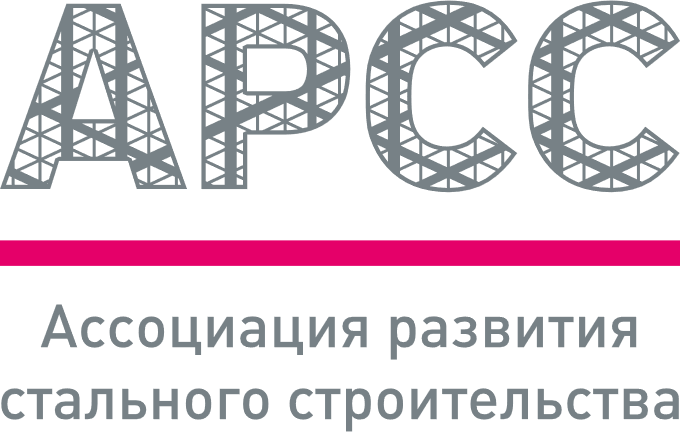 АРСС
Ассоциация развития
стального строительства